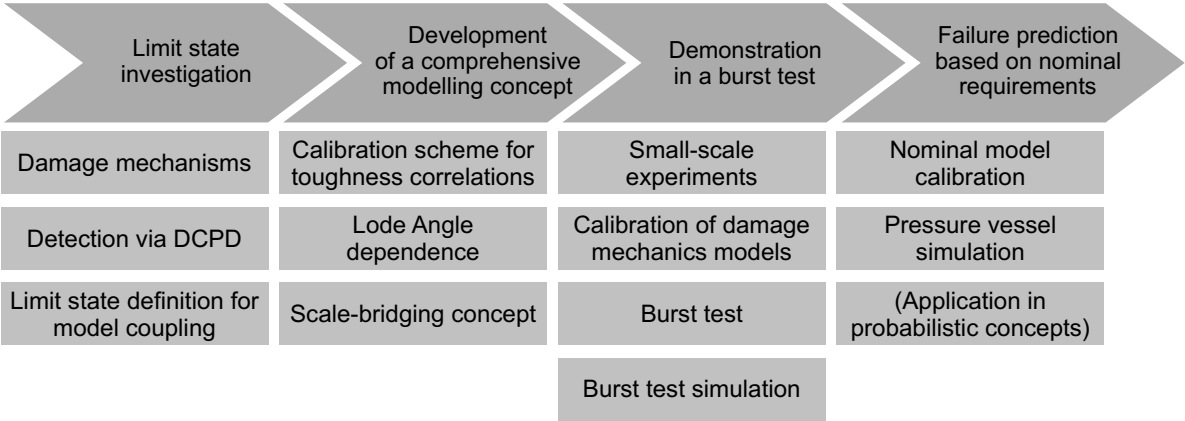 Limit state
investigation
Development
of a comprehensive
modelling concept
Demonstration
in a burst test
Failure prediction
based on nominal
requirements
Damage mechanisms
Detection via DCPD
Limit state definition for
model coupling
Calibration scheme for
toughness correlations
Lode Angle
dependence
Scale-bridging concept
Small-scale
experiments
Calibration of damage
mechanics models
Burst test
Burst test simulation
Nominal model
calibration
Pressure vessel
simulation
(Application in
probabilistic concepts)